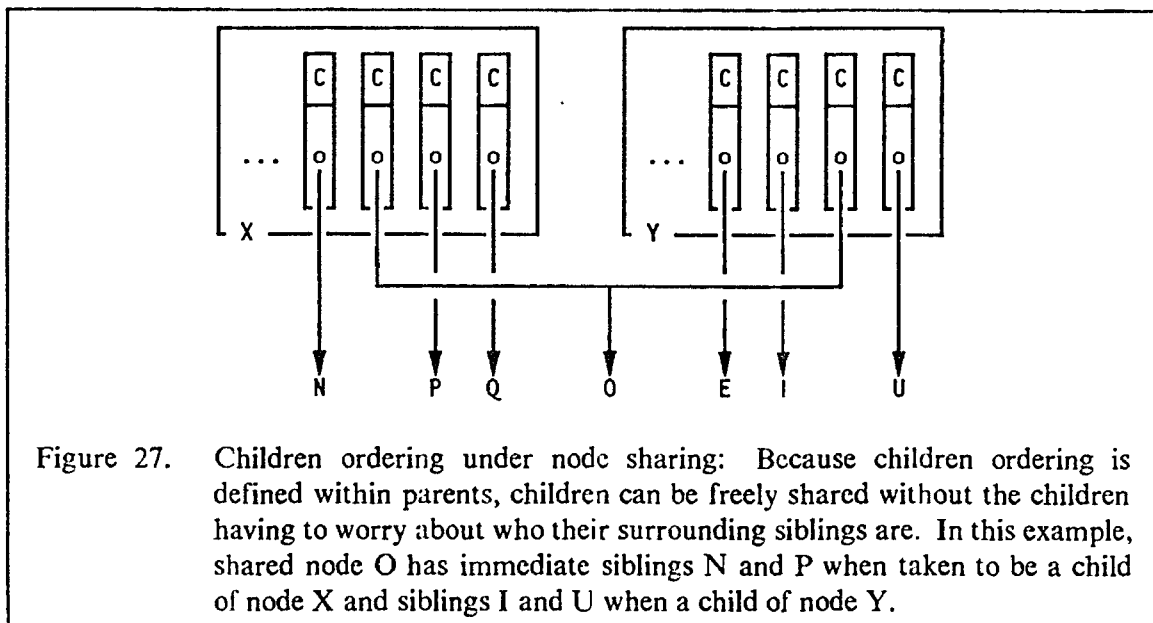 C C C C C C C C
... o o o o ... o o o o
X Y
N P Q O E I U
Figure 27. Children ordering under node sharing: Because children ordering is
defined within parents, children can be freely shared without the children
having to worry about who their surrounding siblings are. In this example,
shared node O has immediate siblings N and P when taken to be a child
of node X and siblings I and U when a child of node Y.